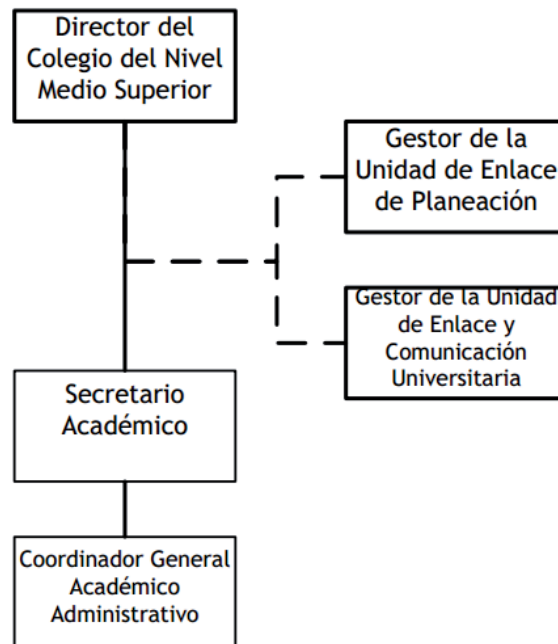 Director del
Colegio del Nivel
Medio Superior
Gestor de la
Unidad de Enlace
de Planeación
Gestor de la Unidad
de Enlace y
Comunicación
Universitaria
Secretario
Académico
Coordinador General
Académico
Administrativo